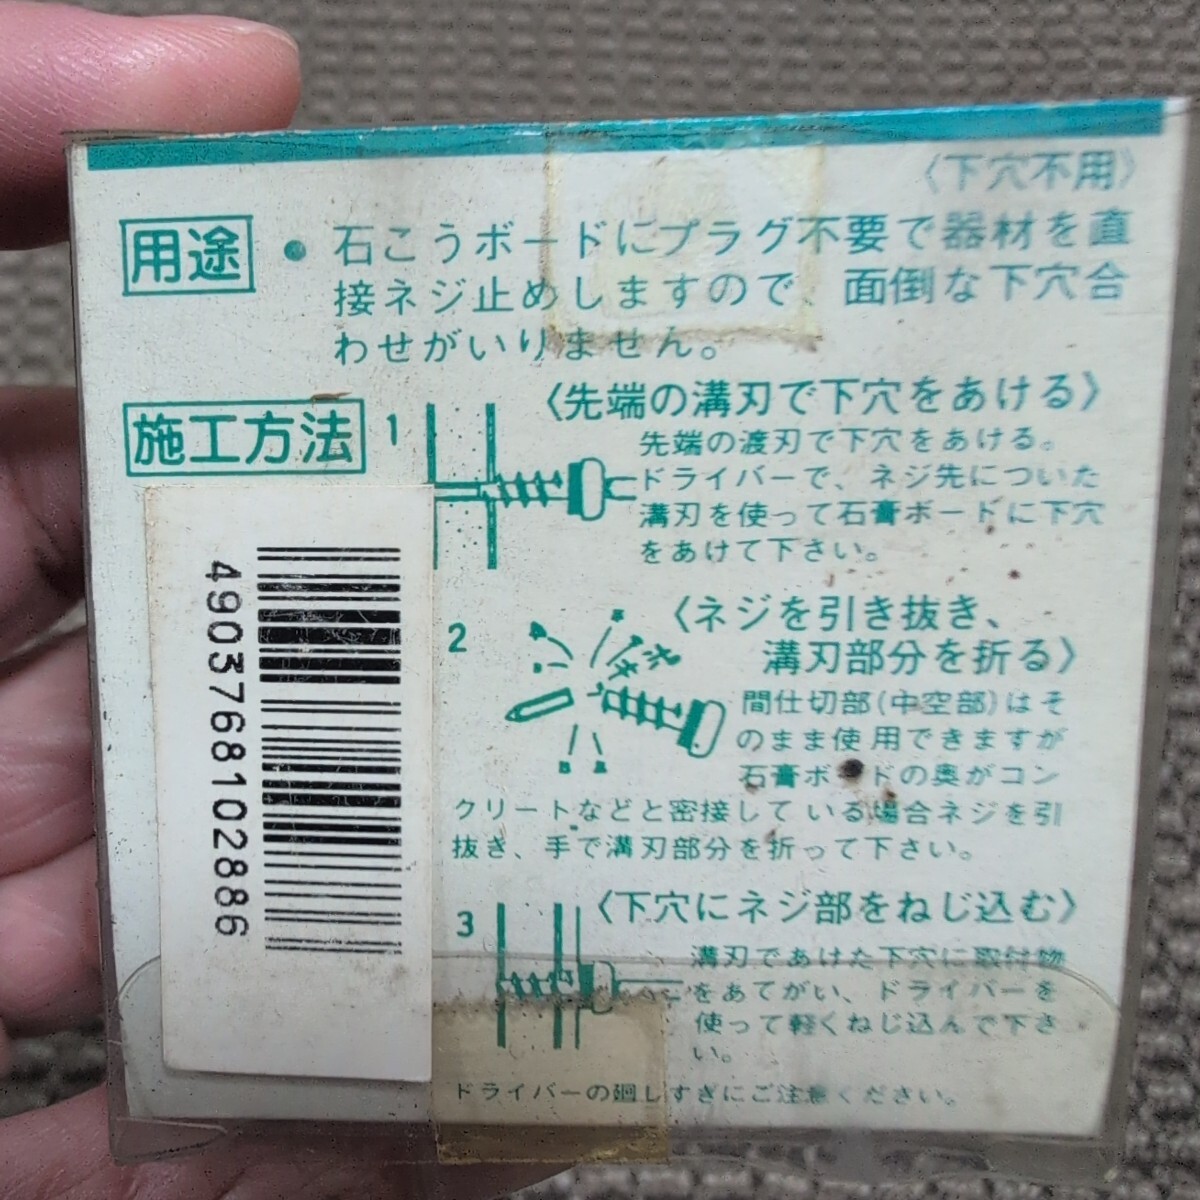 〈下穴不用〉
用途 ● 石こうボードにプラグ不要で器材を直
接ネジ止めしますので、面倒な下穴合
わせがいりません。
施工方法
1 〈先端の溝刃で下穴をあける〉
先端の渡刃で下穴をあける。
ドライバーで、ネジ先についた
溝刃を使って石膏ボードに下穴
をあけて下さい。
2 〈ネジを引き抜き、
溝刃部分を折る〉
間仕切部(中空部)はそ
のまま使用できますが
石膏ボードの奥がコン
クリートなどと密接している場合ネジを引
抜き、手で溝刃部分を折って下さい。
3 〈下穴にネジ部をねじ込む〉
溝刃であけた下穴に取付物
をあてがい、ドライバーを
使って軽くねじ込んで下さ
い。
ドライバーの廻しすぎにご注意ください。
4903768102886